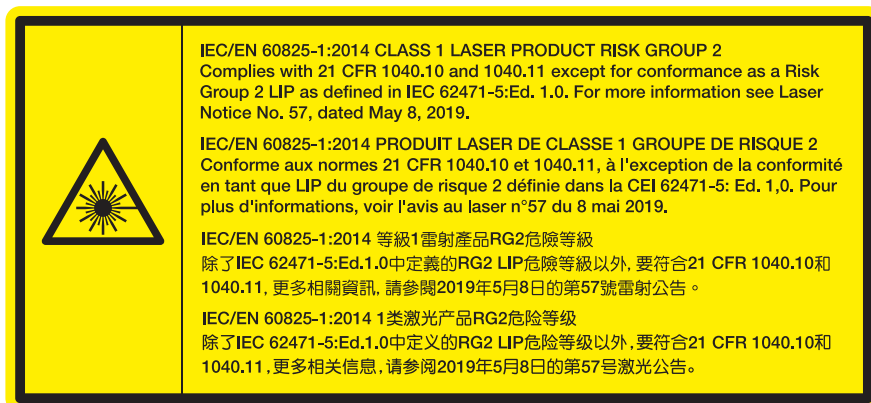 IEC/EN 60825-1:2014 CLASS 1 LASER PRODUCT RISK GROUP 2
Complies with 21 CFR 1040.10 and 1040.11 except for conformance as a Risk
Group 2 LIP as defined in IEC 62471-5:Ed. 1.0. For more information see Laser
Notice No. 57, dated May 8, 2019.
IEC/EN 60825-1:2014 PRODUIT LASER DE CLASSE 1 GROUPE DE RISQUE 2
Conforme aux normes 21 CFR 1040.10 et 1040.11, à l'exception de la conformité
en tant que LIP du groupe de risque 2 définie dans la CEI 62471-5: Ed. 1,0. Pour
plus d'informations, voir l'avis au laser n°57 du 8 mai 2019.
IEC/EN 60825-1:2014 等級1雷射產品RG2危險等級
除了IEC 62471-5:Ed.1.0中定義的RG2 LIP危險等級以外, 要符合21 CFR 1040.10和
1040.11, 更多相關資訊, 請參閱2019年5月8日的第57號雷射公告。
IEC/EN 60825-1:2014 1类激光产品RG2危险等级
除了IEC 62471-5:Ed.1.0中定义的RG2 LIP危险等级以外, 要符合21 CFR 1040.10和
1040.11, 更多相关信息, 请参阅2019年5月8日的第57号激光公告。